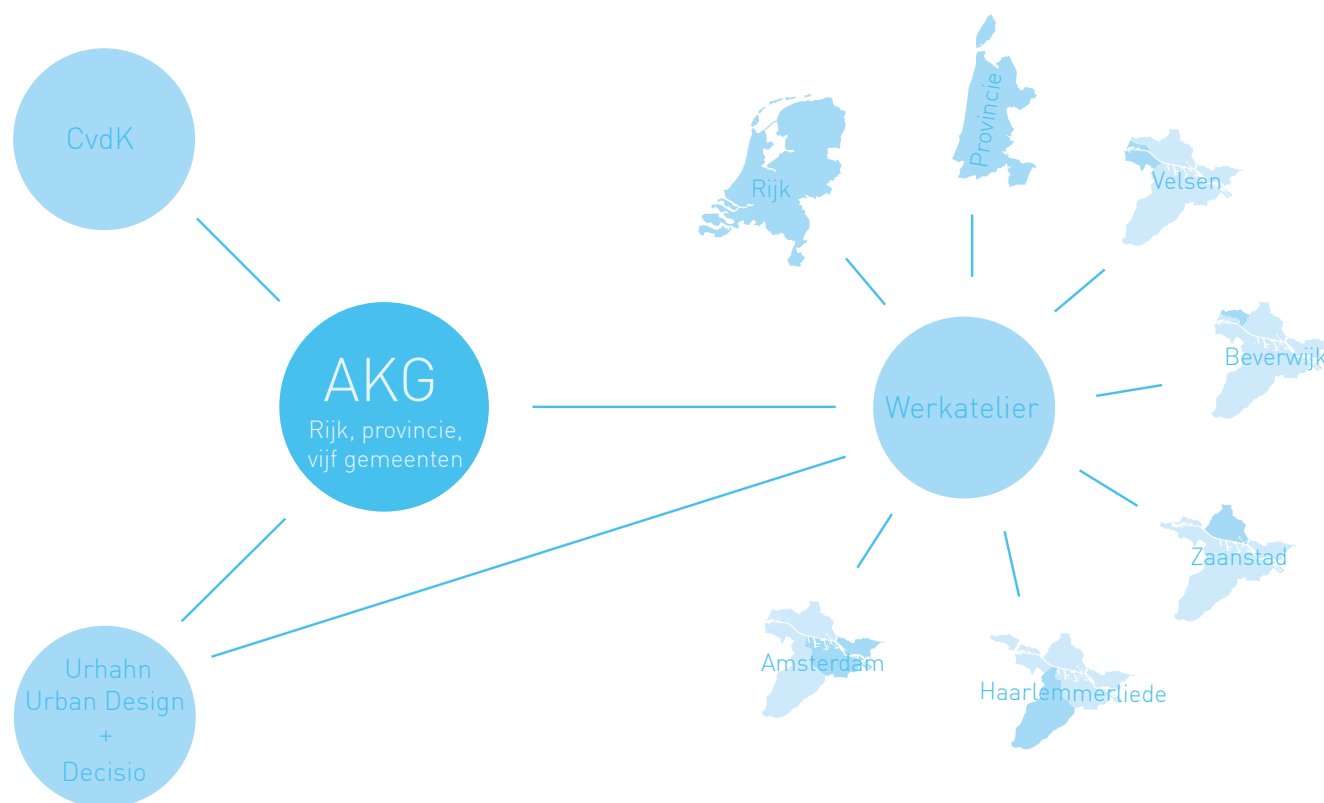 CvdK
AKG
Rijk, provincie,
vijf gemeenten
Urhahn
Urban Design
+
Decisio
Werkatelier
Rijk
Provincie
Velsen
Beverwijk
Zaanstad
Haarlemmerliede
Amsterdam